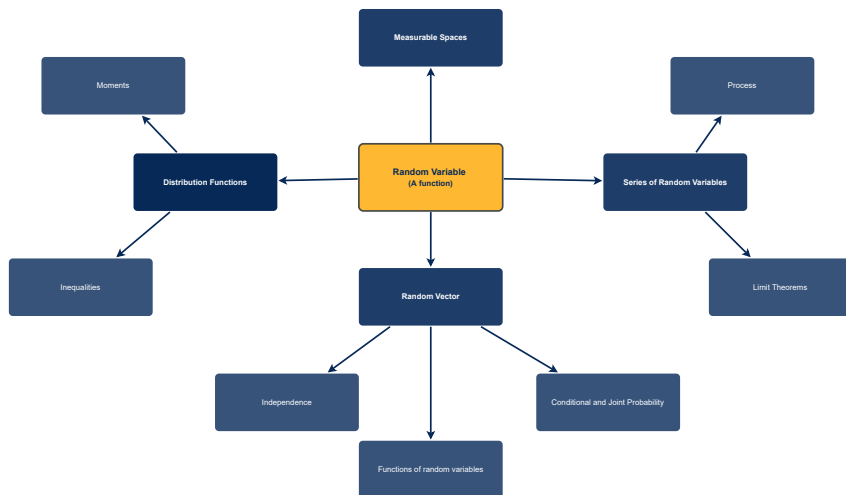 Measurable Spaces
Moments
Process
Random Variable
(A function)
Distribution Functions
Series of Random Variables
Inequalities
Random Vector
Limit Theorems
Independence
Conditional and Joint Probability
Functions of random variables